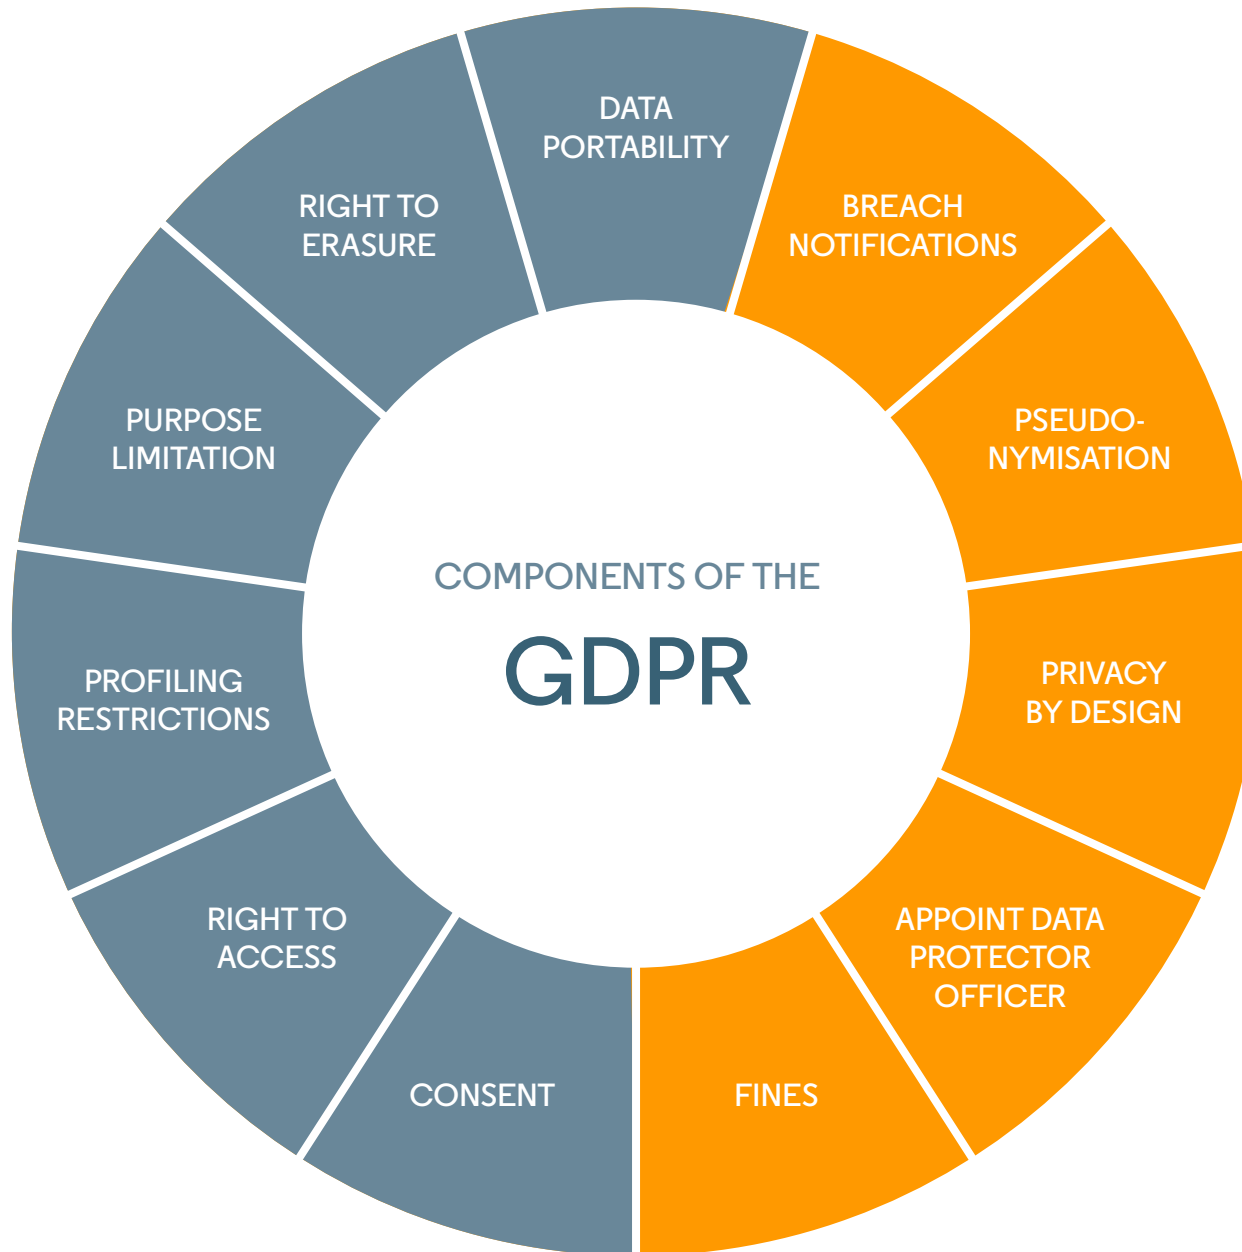 DATA
PORTABILITY
BREACH
NOTIFICATIONS
PSEUDO-
NYMISATION
PRIVACY
BY DESIGN
APPOINT DATA
PROTECTOR
OFFICER
FINES
CONSENT
RIGHT TO
ACCESS
PROFILING
RESTRICTIONS
PURPOSE
LIMITATION
RIGHT TO
ERASURE
COMPONENTS OF THE
GDPR